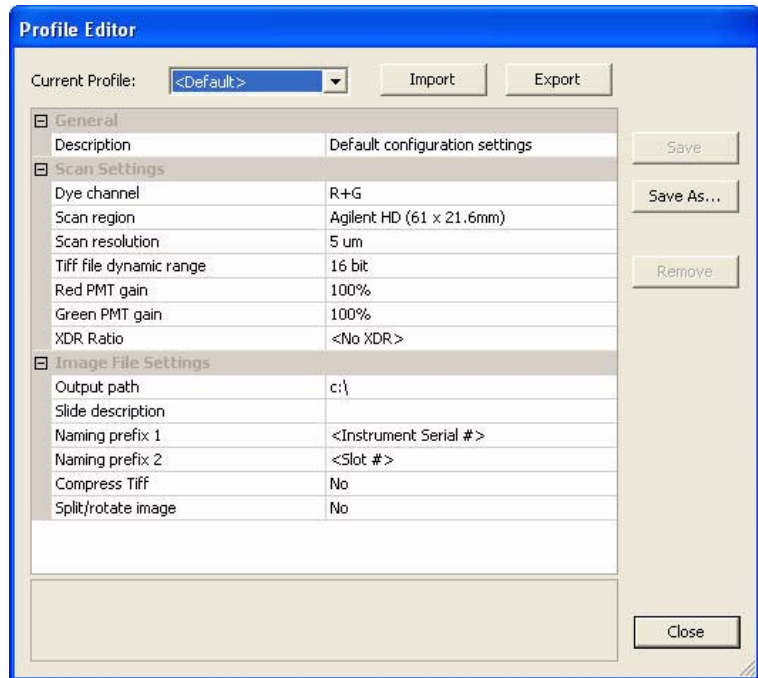 Profile Editor
Current Profile: <Default> Import Export
General
Description Default configuration settings
Save
Scan Settings
Dye channel R+G
Save As...
Scan region Agilent HD (61 x 21.6mm)
Scan resolution 5 um
Tiff file dynamic range 16 bit
Remove
Red PMT gain 100%
Green PMT gain 100%
XDR Ratio <No XDR>
Image File Settings
Output path c:\
Slide description
Naming prefix 1 <Instrument Serial #>
Naming prefix 2 <Slot #>
Compress Tiff No
Split/rotate image No
Close